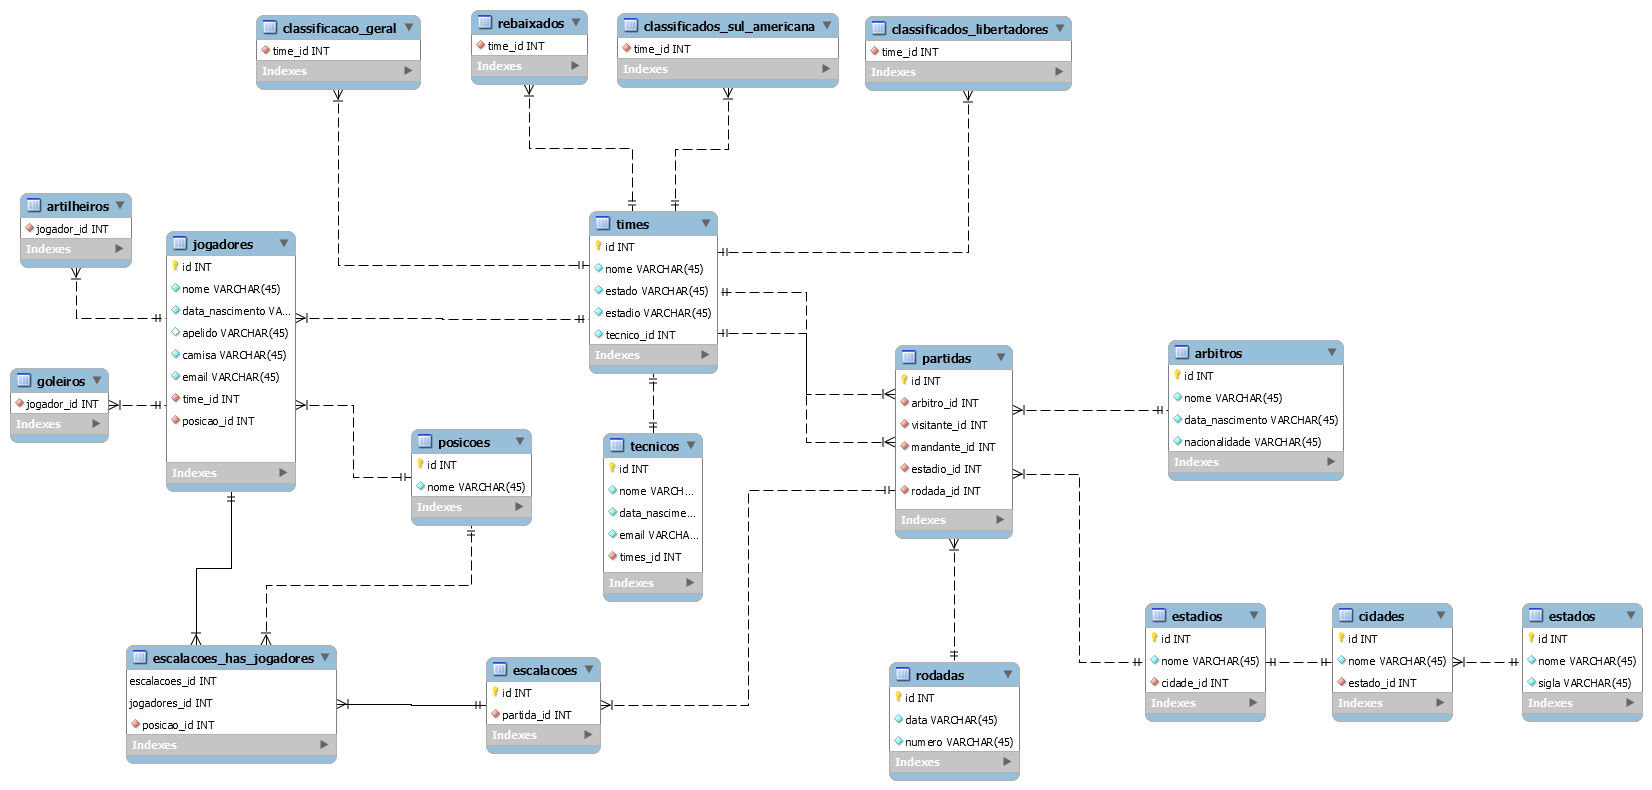 classificacao_geral
time_id INT
Indexes
rebaixados
time_id INT
Indexes
classificados_sul_americana
time_id INT
Indexes
classificados_libertadores
time_id INT
Indexes
artilheiros
jogador_id INT
Indexes
jogadores
id INT
nome VARCHAR(45)
data_nascimento VA...
apelido VARCHAR(45)
camisa VARCHAR(45)
email VARCHAR(45)
time_id INT
posicao_id INT
Indexes
times
id INT
nome VARCHAR(45)
estado VARCHAR(45)
estadio VARCHAR(45)
tecnico_id INT
Indexes
goleiros
jogador_id INT
Indexes
posicoes
id INT
nome VARCHAR(45)
Indexes
tecnicos
id INT
nome VARCH...
data_nascime...
email VARCHA...
times_id INT
Indexes
partidas
id INT
arbitro_id INT
visitante_id INT
mandante_id INT
estadio_id INT
rodada_id INT
Indexes
arbitros
id INT
nome VARCHAR(45)
data_nascimento VARCHAR(45)
nacionalidade VARCHAR(45)
Indexes
escalacoes_has_jogadores
escalacoes_id INT
jogadores_id INT
posicao_id INT
Indexes
escalacoes
id INT
partida_id INT
Indexes
rodadas
id INT
data VARCHAR(45)
numero VARCHAR(45)
Indexes
estadios
id INT
nome VARCHAR(45)
cidade_id INT
Indexes
cidades
id INT
nome VARCHAR(45)
estado_id INT
Indexes
estados
id INT
nome VARCHAR(45)
sigla VARCHAR(45)
Indexes